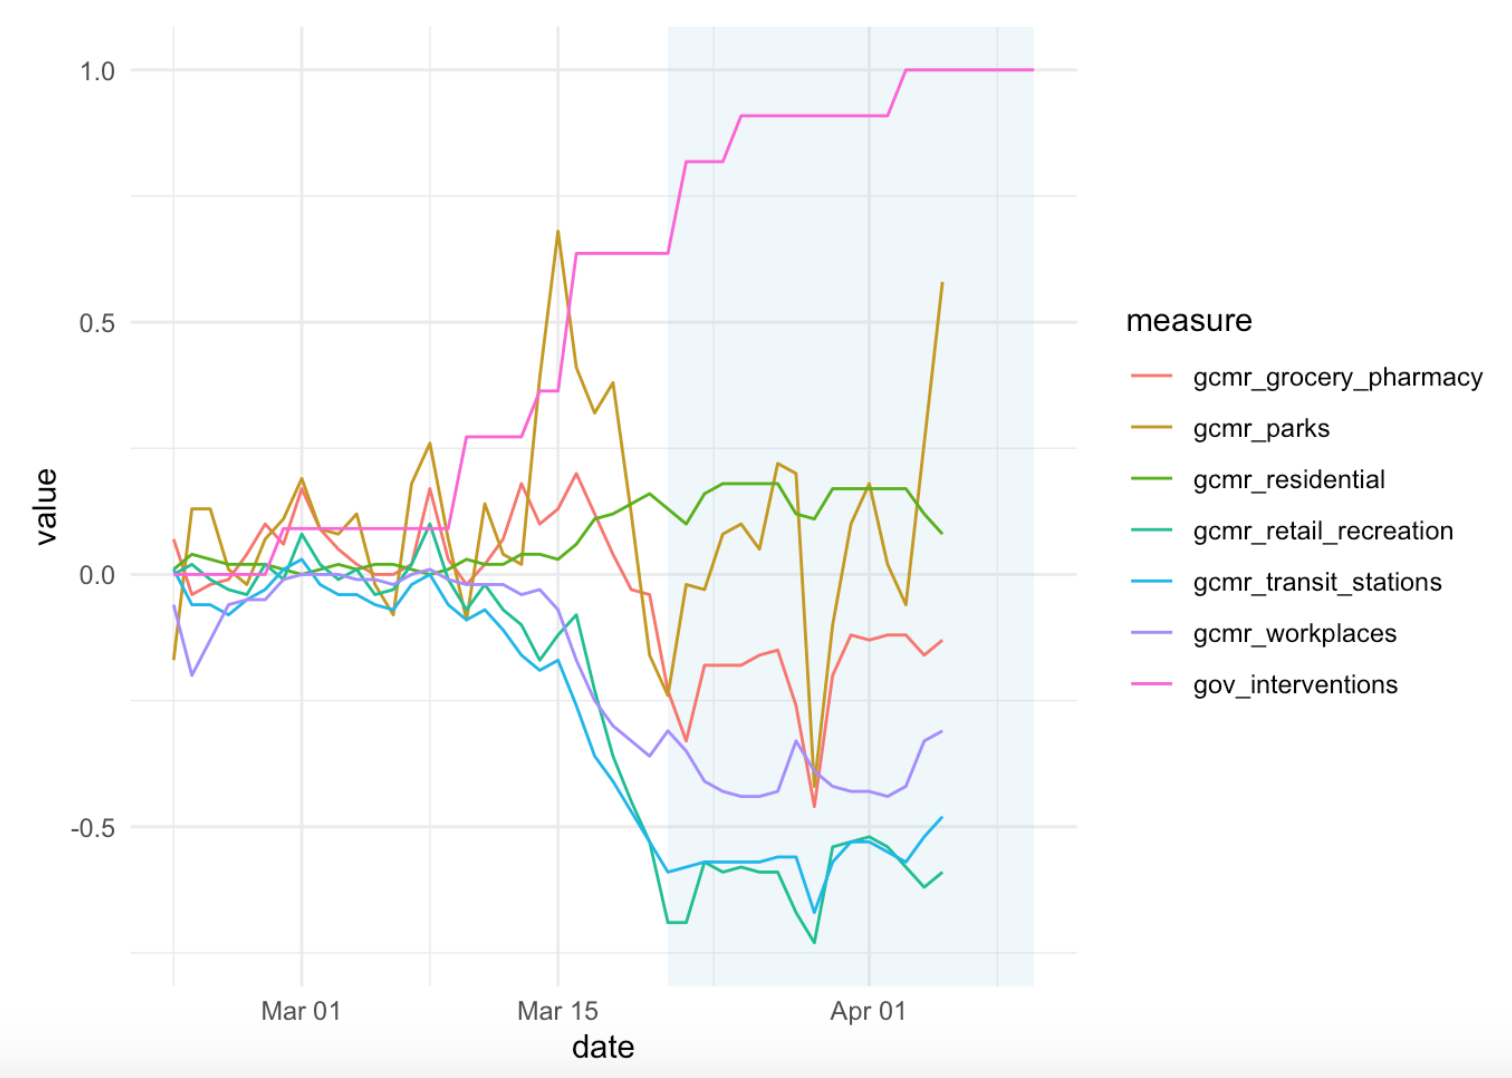 1.0
0.5
0.0
-0.5
value
Mar 01
Mar 15
Apr 01
date
measure
gcmr_grocery_pharmacy
gcmr_parks
gcmr_residential
gcmr_retail_recreation
gcmr_transit_stations
gcmr_workplaces
gov_interventions